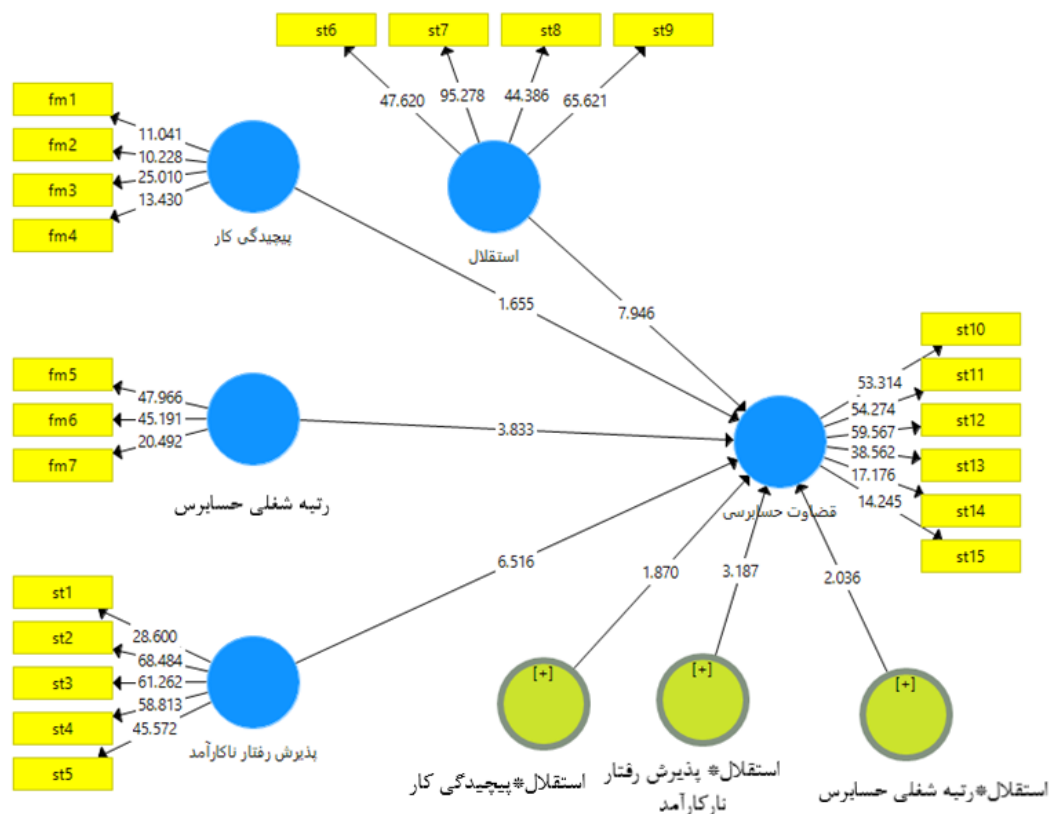 st6
st7
st8
st9
47.620
95.278
44.386
65.621
استقلال
fm1
fm2
fm3
fm4
11.041
10.228
25.010
13.430
پیچیدگی کار
1.655
7.946
fm5
fm6
fm7
47.966
45.191
20.492
رتبه شغلی حسابرس
3.833
st10
st11
st12
st13
st14
st15
53.314
54.274
59.567
38.562
17.176
14.245
قضاوت حسابرسی
st1
st2
st3
st4
st5
28.600
68.484
61.262
58.813
45.572
پذیرش رفتار ناکارآمد
6.516
1.870
3.187
2.036
[+]
[+]
[+]
استقلال*پیچیدگی کار
استقلال* پذیرش رفتار
نارکارآمد
استقلال*رتبه شغلی حسابرس